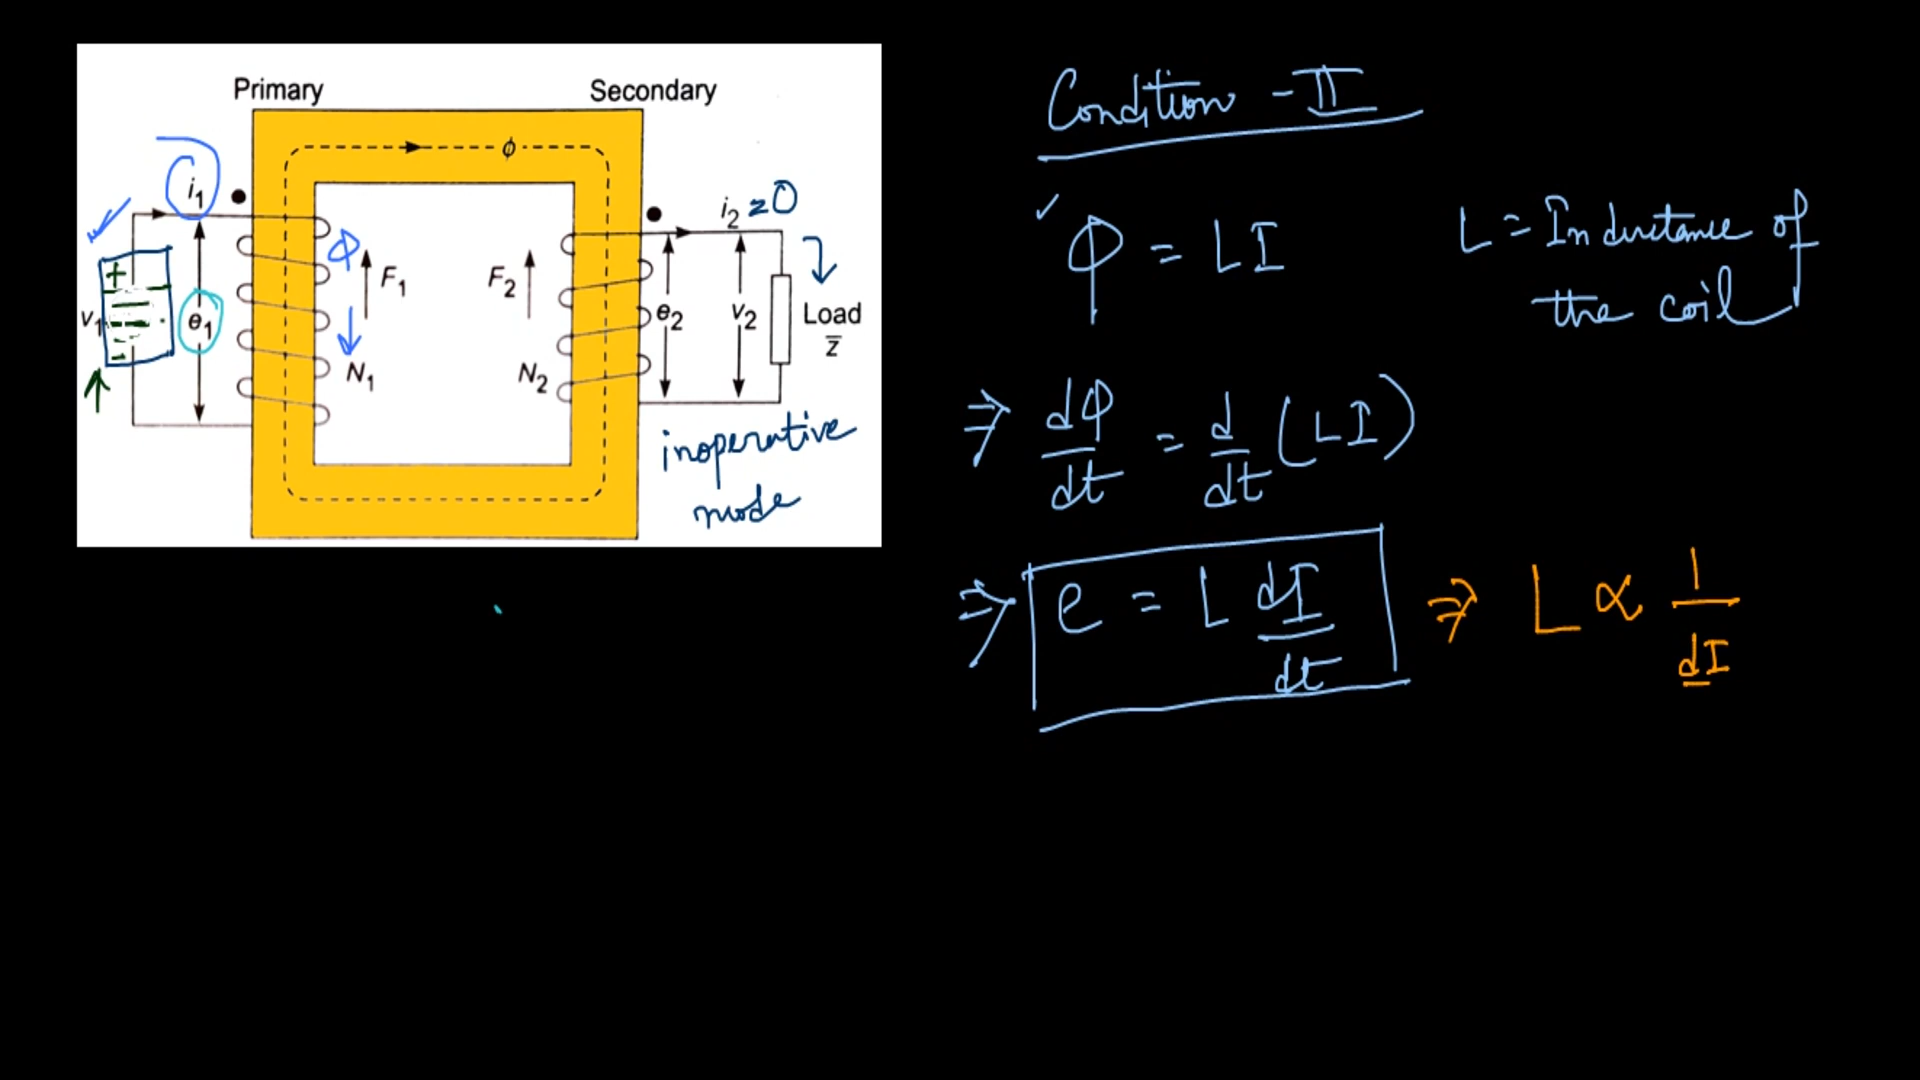 Primary Secondary
ϕ
i₁
i₂ = 0
Φ
F₁
F₂
+
v₁
e₁
e₂
v₂
Load
z̅
-
N₁
N₂
inoperative
mode
Condition - II
✓
φ = LI
L = Inductance of
the coil
⇒ dφ/dt = d/dt (LI)
⇒ e = L dI/dt ⇒ L ∝ 1/dI